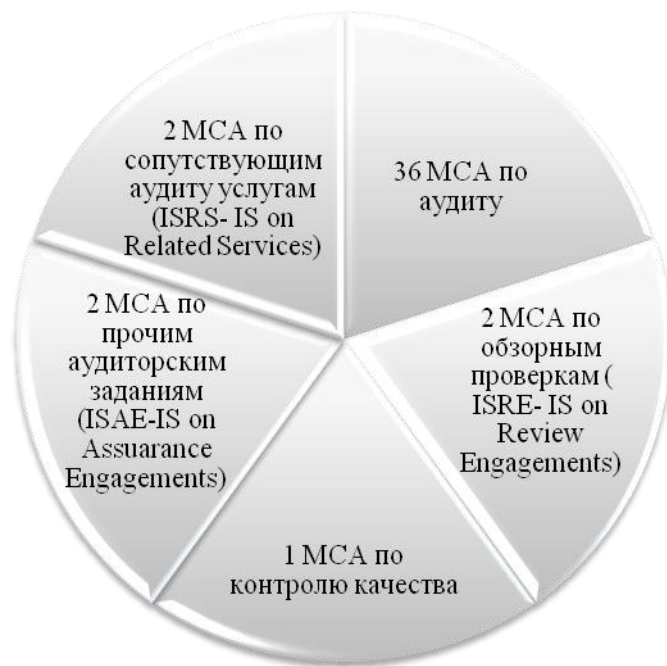 2 МСА по
сопутствующим
аудиту услугам
(ISRS- IS on
Related Services)
36 МСА по
аудиту
2 МСА по
прочим
аудиторским
заданиям
(ISAE-IS on
Assuarance
Engagements)
2 МСА по
обзорным
проверкам (
ISRE- IS on
Review
Engagements)
1 МСА по
контролю качества